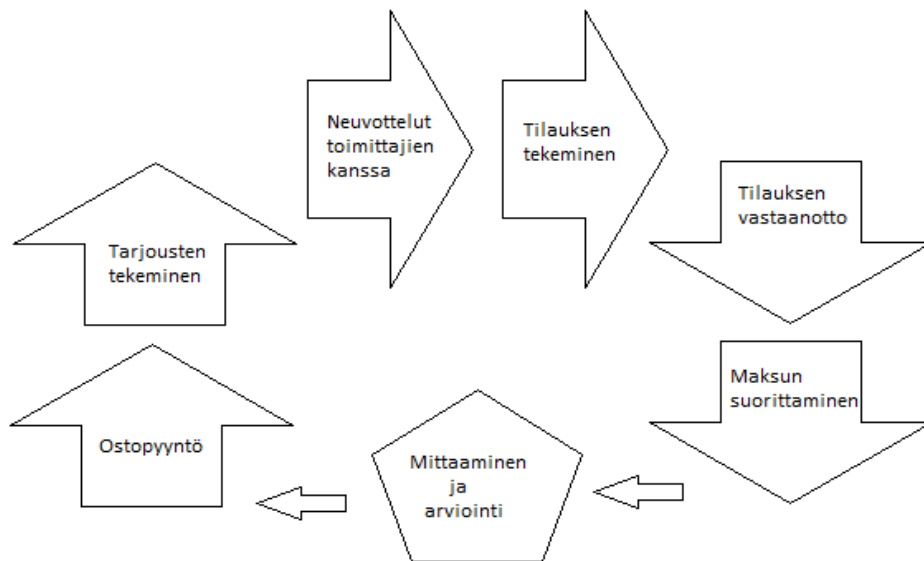 Neuvottelut
toimittajien
kanssa
Tilauksen
tekeminen
Tilauksen
vastaanotto
Tarjousten
tekeminen
Maksun
suorittaminen
Ostopyyntö
Mittaaminen
ja
arviointi